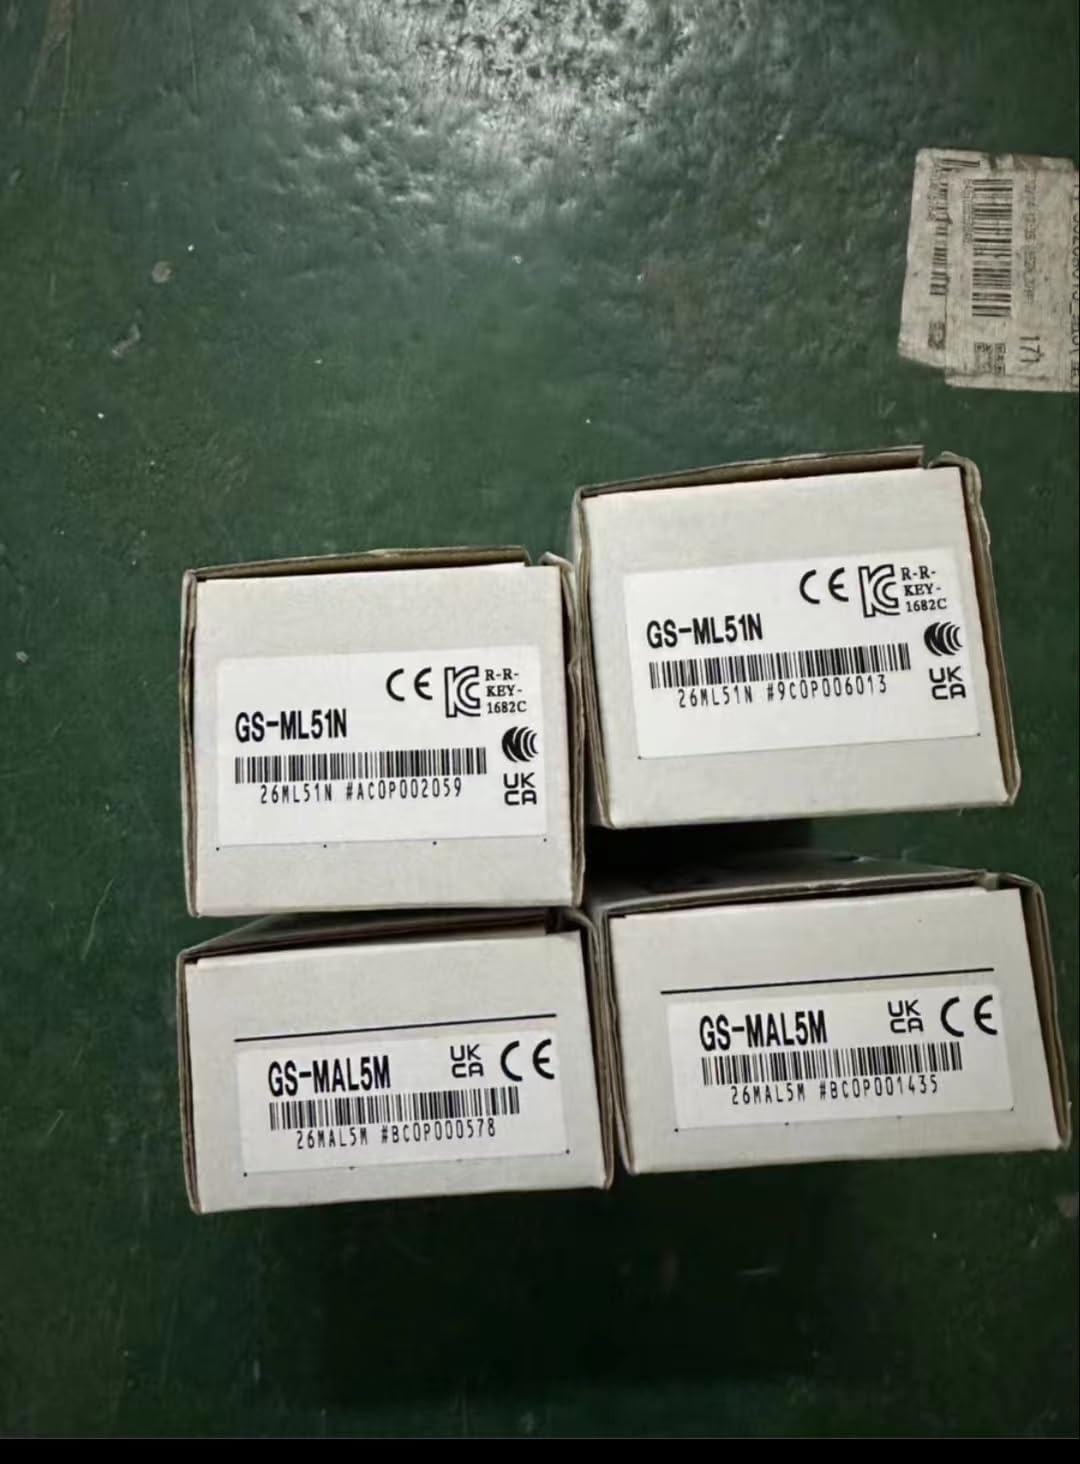 CE
R-R-
KEY-
1682C
GS-ML51N
26ML51N #AC0P002059
UK
CA
CE
R-R-
KEY-
1682C
GS-ML51N
26ML51N #9C0P006013
UK
CA
GS-MAL5M
UK
CA
CE
26MAL5M #BC0P000578
GS-MAL5M
UK
CA
CE
26MAL5M #BC0P001435
171